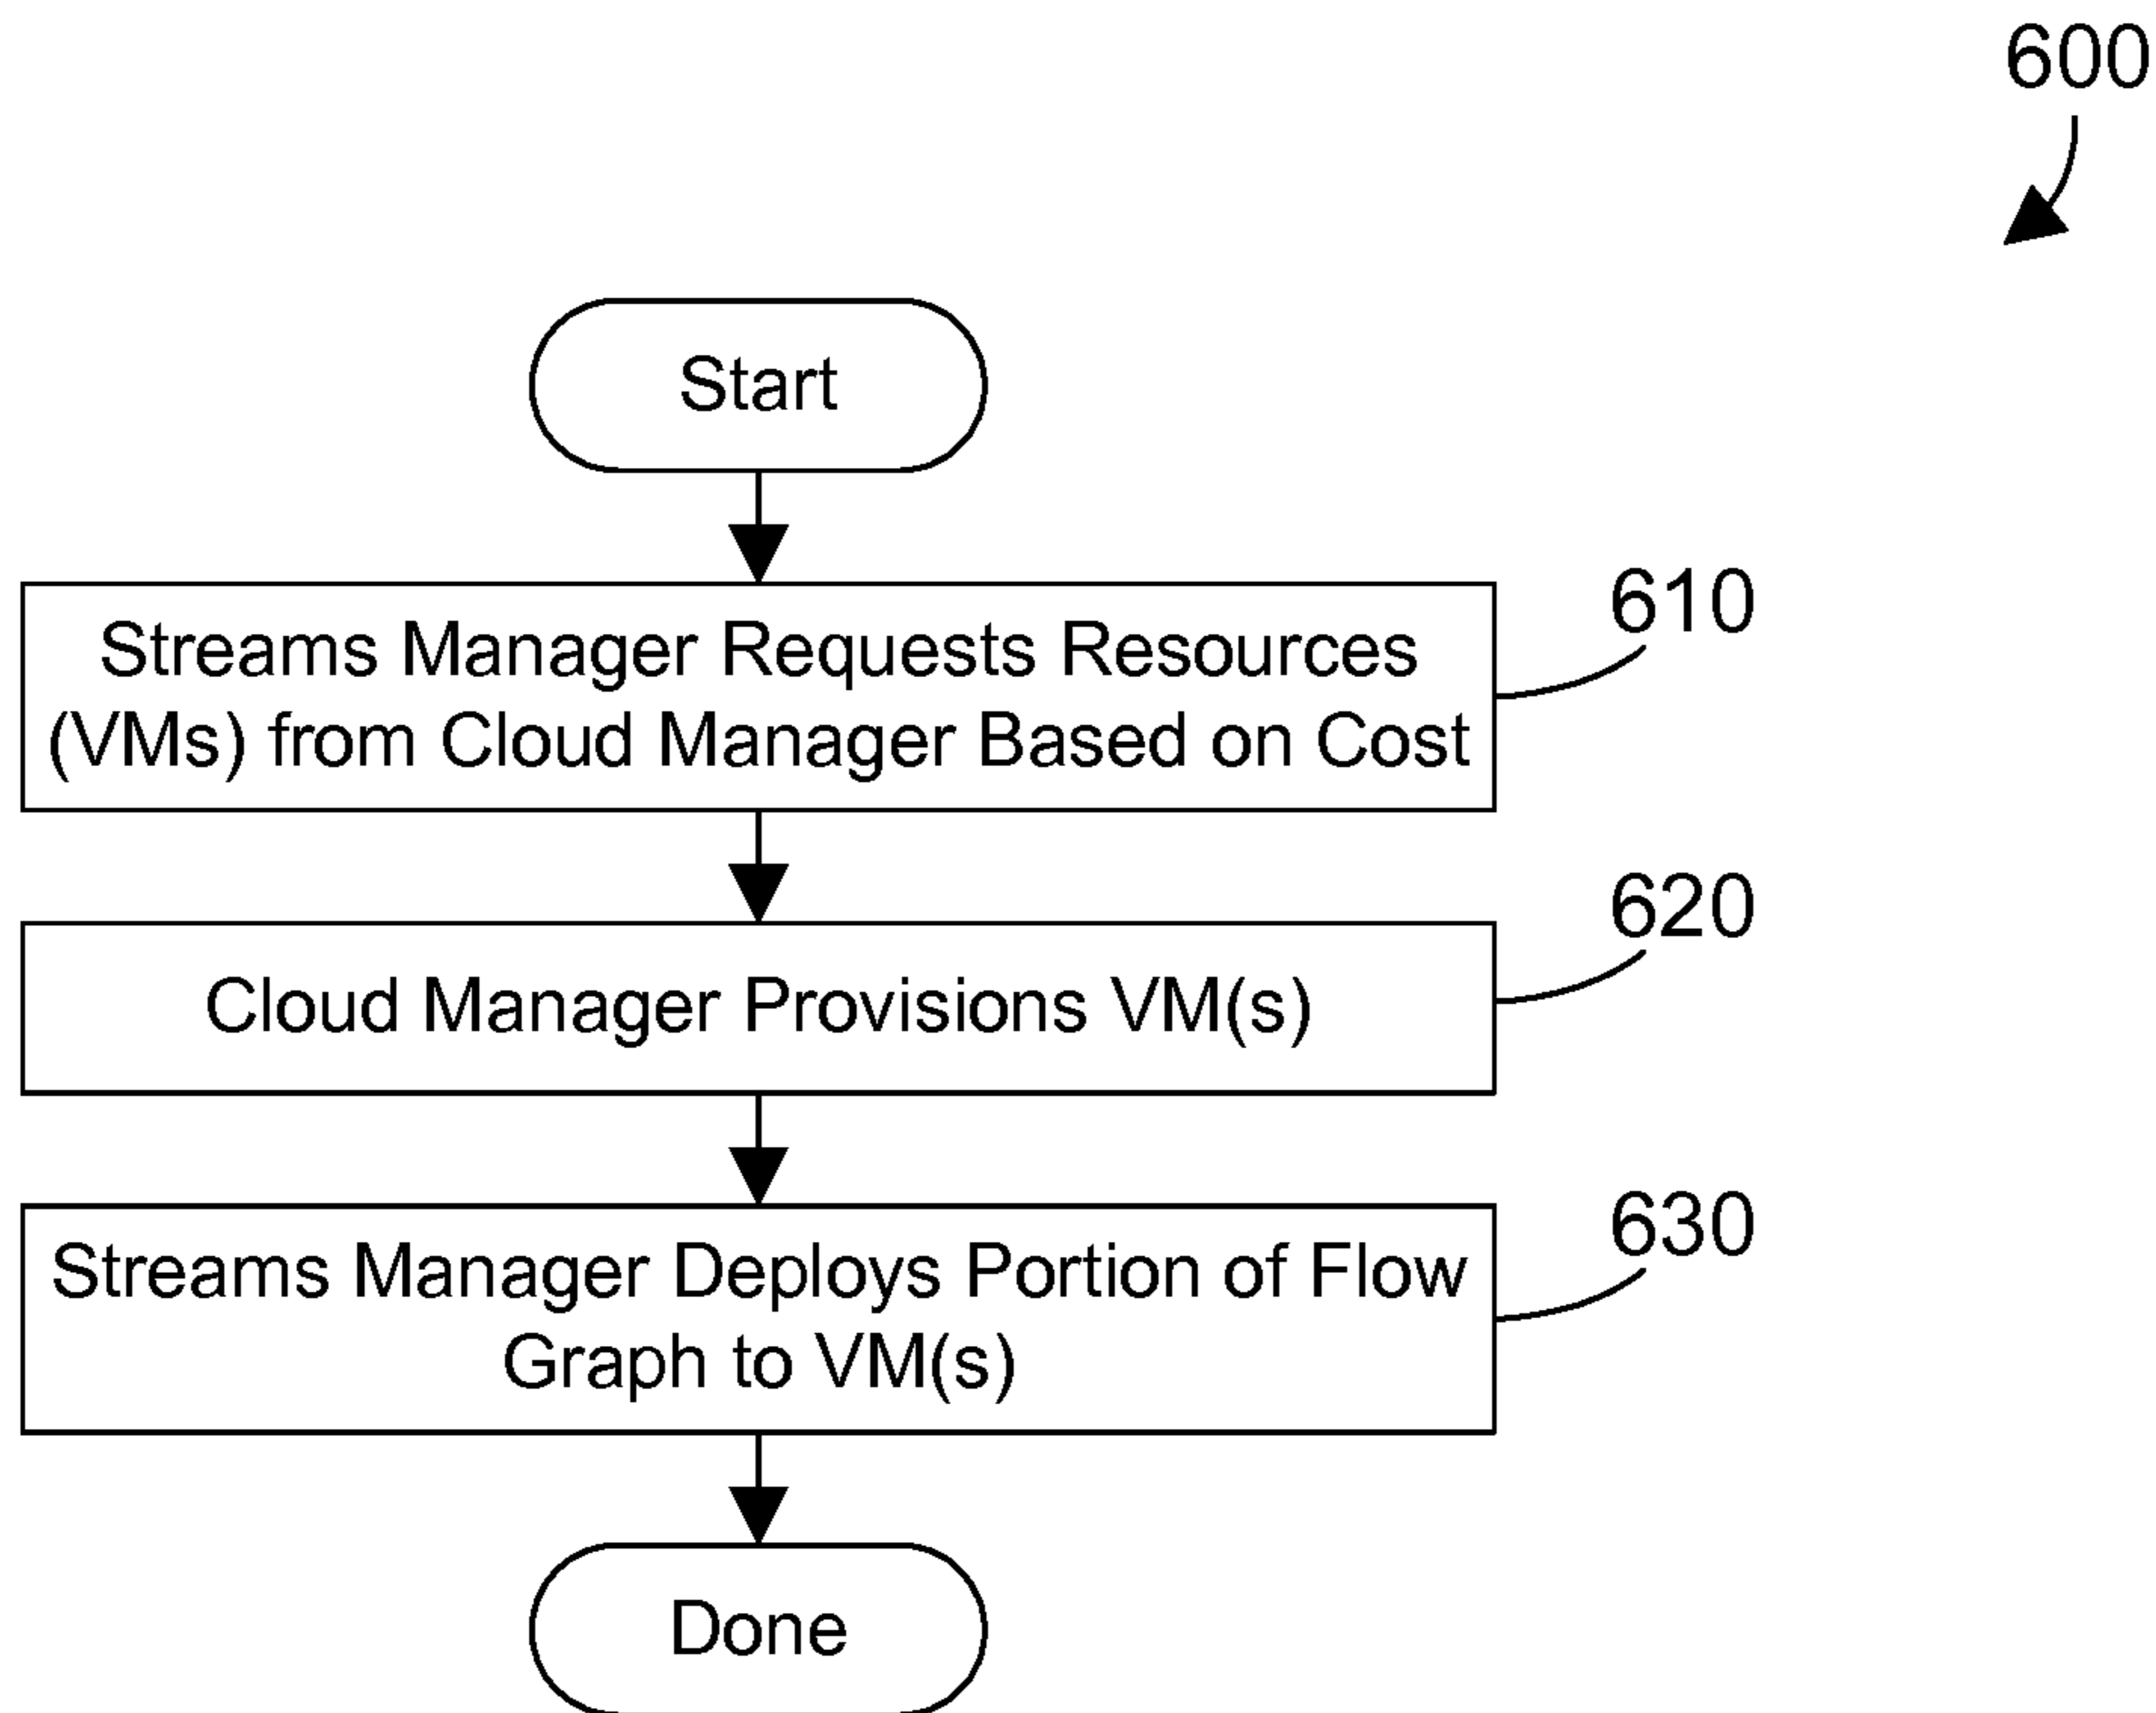 600
Start
Streams Manager Requests Resources
(VMs) from Cloud Manager Based on Cost
610
Cloud Manager Provisions VM(s)
620
Streams Manager Deploys Portion of Flow
Graph to VM(s)
630
Done